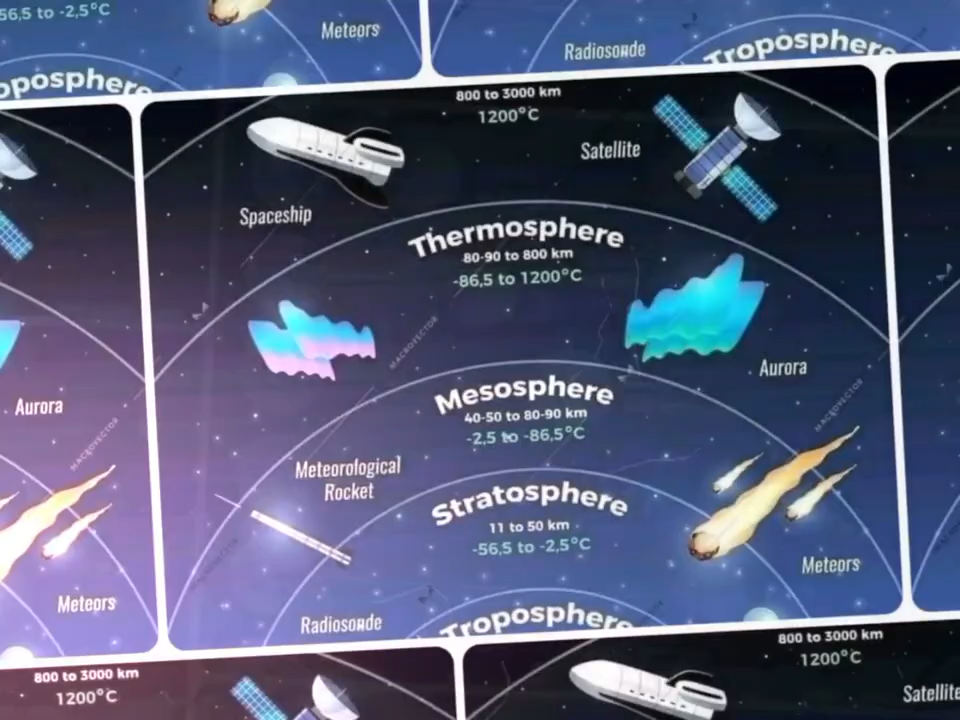 56,5 to -2,5°C
Meteors
Radiosonde
Troposphere
Troposphere
800 to 3000 km
1200°C
Satellite
Spaceship
Thermosphere
80-90 to 800 km
-86,5 to 1200°C
MACROVECTOR
Aurora
Aurora
Mesosphere
40-50 to 80-90 km
-2,5 to -86,5°C
MACROVECTOR
MACROVECTOR
Meteorological
Rocket
Stratosphere
11 to 50 km
-56,5 to -2,5°C
Meteors
Meteors
Radiosonde
Troposphere
800 to 3000 km
1200°C
800 to 3000 km
1200°C
Satellite